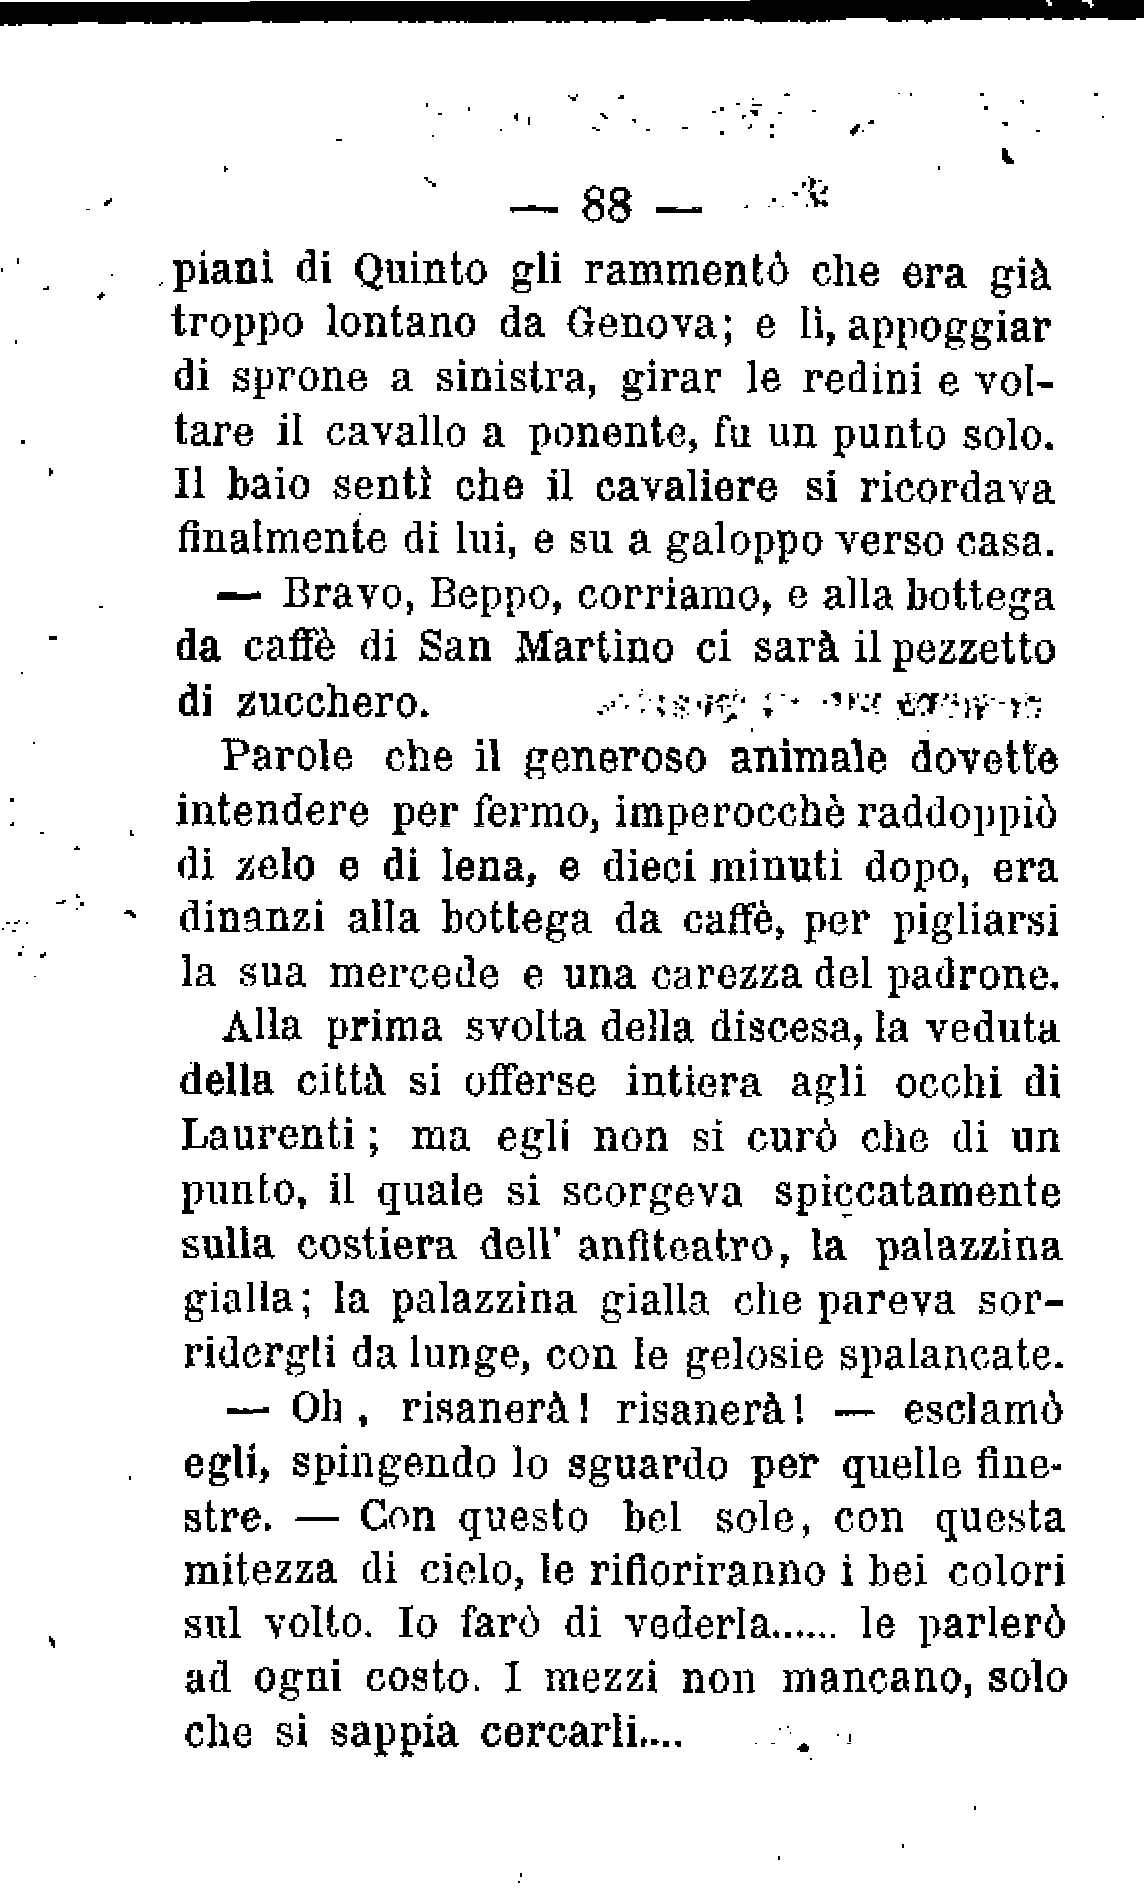 — 88 —
piani di Quinto gli rammentò che era già
troppo lontano da Genova; e lì, appoggiar
di sprone a sinistra, girar le redini e vol-
tare il cavallo a ponente, fu un punto solo.
Il baio sentì che il cavaliere si ricordava
finalmente di lui, e su a galoppo verso casa.
— Bravo, Beppo, corriamo, e alla bottega
da caffè di San Martino ci sarà il pezzetto
di zucchero.
Parole che il generoso animale dovette
intendere per fermo, imperocchè raddoppiò
di zelo e di lena, e dieci minuti dopo, era
dinanzi alla bottega da caffè, per pigliarsi
la sua mercede e una carezza del padrone.
Alla prima svolta della discesa, la veduta
della città si offerse intiera agli occhi di
Laurenti; ma egli non si curò che di un
punto, il quale si scorgeva spiccatamente
sulla costiera dell' anfiteatro, la palazzina
gialla; la palazzina gialla che pareva sor-
ridergli da lunge, con le gelosie spalancate.
— Oh, risanerà! risanerà! — esclamò
egli, spingendo lo sguardo per quelle fine-
stre. — Con questo bel sole, con questa
mitezza di cielo, le rifioriranno i bei colori
sul volto. Io farò di vederla...... le parlerò
ad ogni costo. I mezzi non mancano, solo
che si sappia cercarli....